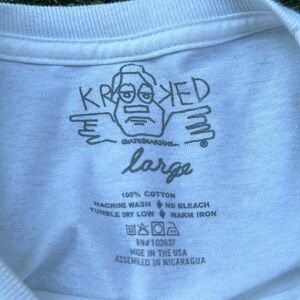 KROOKED
SKATEBOARDING
®
large
100% COTTON
MACHINE WASH ♦ NO BLEACH
TUMBLE DRY LOW ♦ WARM IRON
RN# 103637
MADE IN THE USA
ASSEMBLED IN NICARAGUA